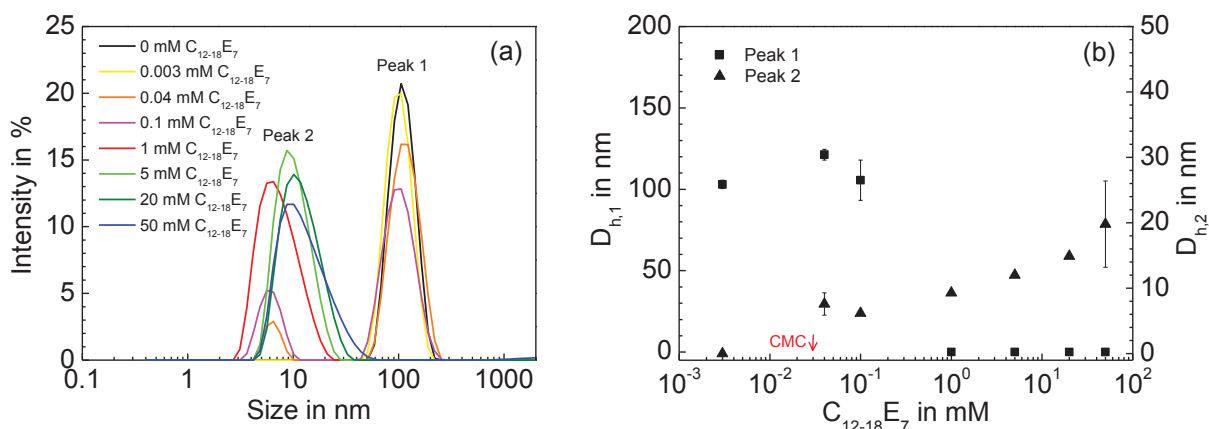 (a)
0 mM C12-18E7
0.003 mM C12-18E7
0.04 mM C12-18E7
0.1 mM C12-18E7
1 mM C12-18E7
5 mM C12-18E7
20 mM C12-18E7
50 mM C12-18E7
Peak 1
Peak 2
Intensity in %
25
20
15
10
5
0
0.1 1 10 100 1000
Size in nm
(b)
Peak 1
Peak 2
Dh,1 in nm
200
150
100
50
0
Dh,2 in nm
50
40
30
20
10
0
CMC
10-3 10-2 10-1 100 101 102
C12-18E7 in mM